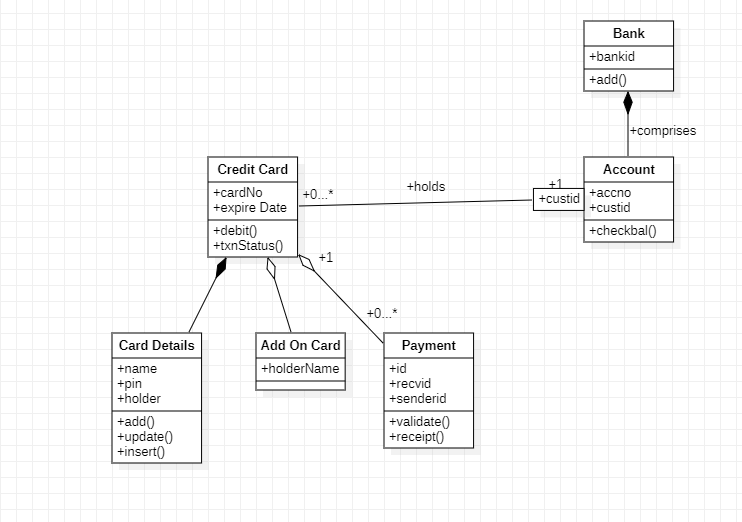 Bank
+bankid
+add()
+comprises
Credit Card
+cardNo
+expire Date
+debit()
+txnStatus()
+0...*
+holds
+1
+custid
Account
+accno
+custid
+checkbal()
+1
+0...*
Card Details
+name
+pin
+holder
+add()
+update()
+insert()
Add On Card
+holderName
Payment
+id
+recvid
+senderid
+validate()
+receipt()